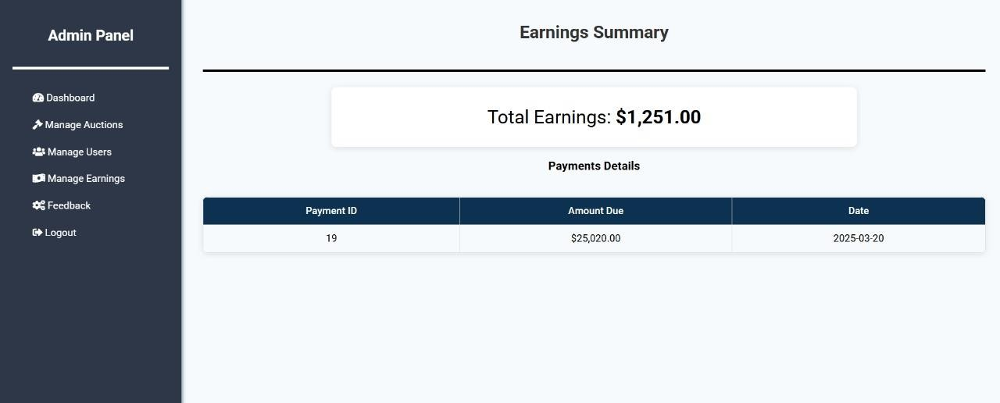 Admin Panel
Dashboard
Manage Auctions
Manage Users
Manage Earnings
Feedback
Logout
Earnings Summary
Total Earnings: $1,251.00
Payments Details
Payment ID Amount Due Date
19 $25,020.00 2025-03-20